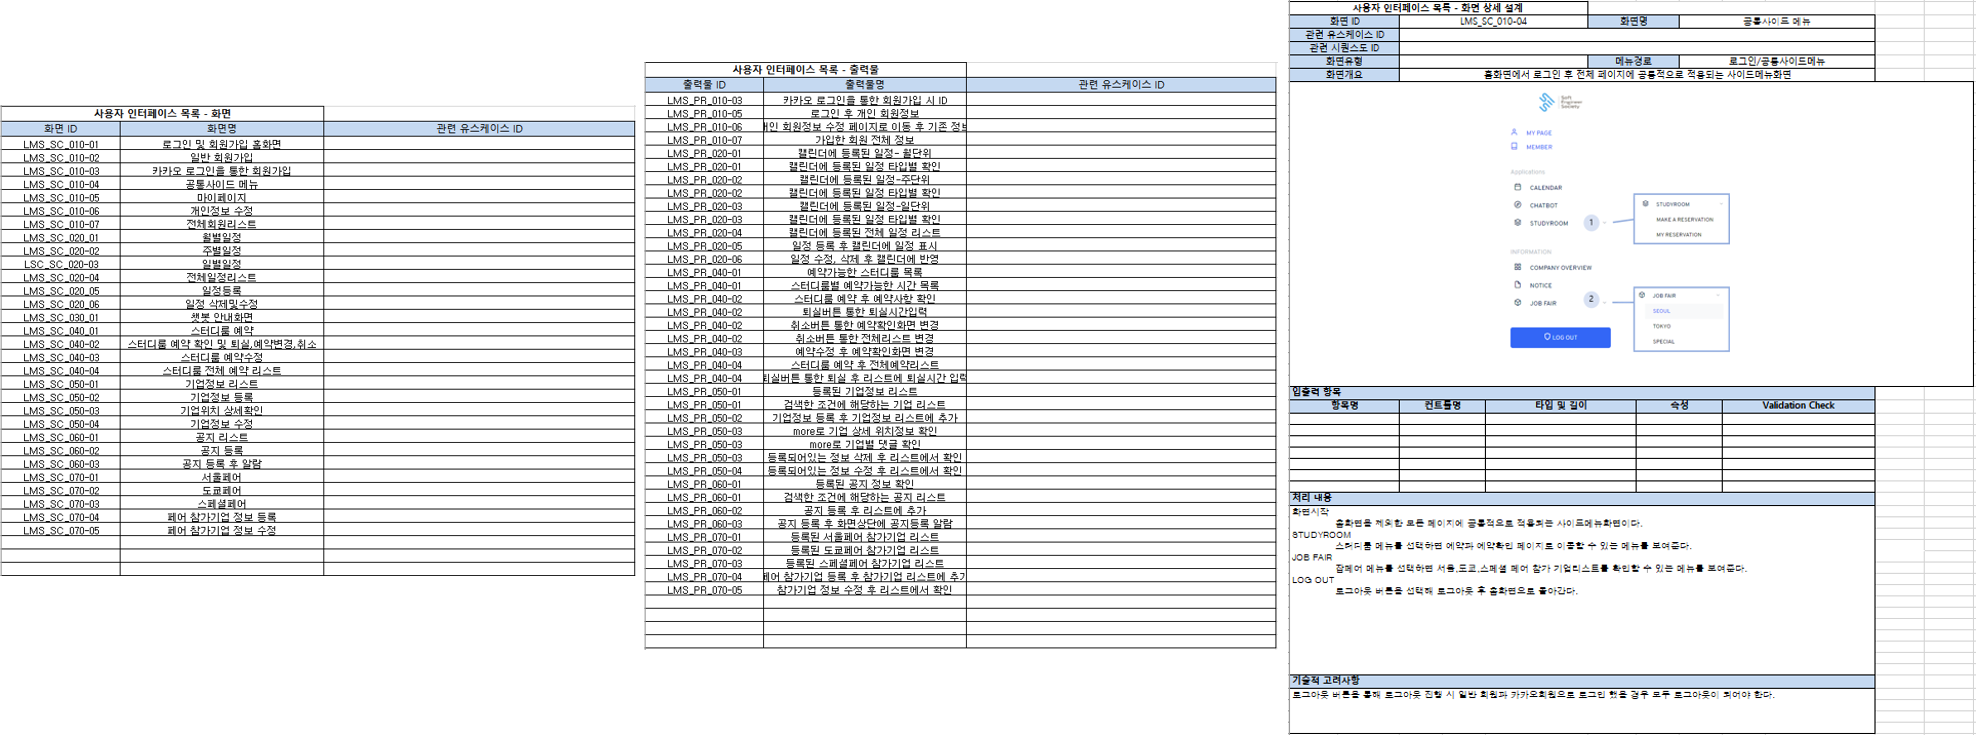 사용자 인터페이스 목록 - 화면
화면 ID 화면명 관련 유스케이스 ID
LMS_SC_010-01 로그인 및 회원가입 홈화면
LMS_SC_010-02 일반 회원가입
LMS_SC_010-03 카카오 로그인을 통한 회원가입
LMS_SC_010-04 공통사이드 메뉴
LMS_SC_010-05 마이페이지
LMS_SC_010-06 개인정보 수정
LMS_SC_010-07 전체회원리스트
LMS_SC_020_01 월별일정
LMS_SC_020-02 주별일정
LSC_SC_020-03 일별일정
LMS_SC_020-04 전체일정리스트
LMS_SC_020_05 일정등록
LMS_SC_020_06 일정 삭제및수정
LMS_SC_030_01 챗봇 안내화면
LMS_SC_040_01 스터디룸 예약
LMS_SC_040-02 스터디룸 예약 확인 및 퇴실,예약변경,취소
LMS_SC_040-03 스터디룸 예약수정
LMS_SC_040-04 스터디룸 전체 예약 리스트
LMS_SC_050-01 기업정보 리스트
LMS_SC_050-02 기업정보 등록
LMS_SC_050-03 기업위치 상세확인
LMS_SC_050-04 기업정보 수정
LMS_SC_060-01 공지 리스트
LMS_SC_060-02 공지 등록
LMS_SC_060-03 공지 등록 후 알람
LMS_SC_070-01 서울페어
LMS_SC_070-02 도쿄페어
LMS_SC_070-03 스페셜페어
LMS_SC_070-04 페어 참가기업 정보 등록
LMS_SC_070-05 페어 참가기업 정보 수정
사용자 인터페이스 목록 - 출력물
출력물 ID 출력물명 관련 유스케이스 ID
LMS_PR_010-03 카카오 로그인을 통한 회원가입 시 ID
LMS_PR_010-05 로그인 후 개인 회원정보
LMS_PR_010-06 개인 회원정보 수정 페이지로 이동 후 기존 정보
LMS_PR_010-07 가입한 회원 전체 정보
LMS_PR_020-01 캘린더에 등록된 일정- 월단위
LMS_PR_020-01 캘린더에 등록된 일정 타입별 확인
LMS_PR_020-02 캘린더에 등록된 일정-주단위
LMS_PR_020-02 캘린더에 등록된 일정 타입별 확인
LMS_PR_020-03 캘린더에 등록된 일정-일단위
LMS_PR_020-03 캘린더에 등록된 일정 타입별 확인
LMS_PR_020-04 캘린더에 등록된 전체 일정 리스트
LMS_PR_020-05 일정 등록 후 캘린더에 일정 표시
LMS_PR_020-06 일정 수정, 삭제 후 캘린더에 반영
LMS_PR_040-01 예약가능한 스터디룸 목록
LMS_PR_040-01 스터디룸별 예약가능한 시간 목록
LMS_PR_040-02 스터디룸 예약 후 예약사항 확인
LMS_PR_040-02 퇴실버튼 통한 퇴실시간입력
LMS_PR_040-02 취소버튼 통한 예약확인화면 변경
LMS_PR_040-02 취소버튼 통한 전체리스트 변경
LMS_PR_040-03 예약수정 후 예약확인화면 변경
LMS_PR_040-04 스터디룸 예약 후 전체예약리스트
LMS_PR_040-04 퇴실버튼 통한 퇴실 후 리스트에 퇴실시간 입력
LMS_PR_050-01 등록된 기업정보 리스트
LMS_PR_050-01 검색한 조건에 해당하는 기업 리스트
LMS_PR_050-02 기업정보 등록 후 기업정보 리스트에 추가
LMS_PR_050-03 more로 기업 상세 위치정보 확인
LMS_PR_050-03 more로 기업별 댓글 확인
LMS_PR_050-03 등록되어있는 정보 삭제 후 리스트에서 확인
LMS_PR_050-04 등록되어있는 정보 수정 후 리스트에서 확인
LMS_PR_060-01 등록된 공지 정보 확인
LMS_PR_060-01 검색한 조건에 해당하는 공지 리스트
LMS_PR_060-02 공지 등록 후 리스트에 추가
LMS_PR_060-03 공지 등록 후 화면상단에 공지등록 알람
LMS_PR_070-01 등록된 서울페어 참가기업 리스트
LMS_PR_070-02 등록된 도쿄페어 참가기업 리스트
LMS_PR_070-03 등록된 스페셜페어 참가기업 리스트
LMS_PR_070-04 페어 참가기업 등록 후 참가기업 리스트에 추가
LMS_PR_070-05 참가기업 정보 수정 후 리스트에서 확인
사용자 인터페이스 목록 - 화면 상세 설계
화면 ID LMS_SC_010-04 화면명 공통사이드 메뉴
관련 유스케이스 ID
관련 시퀀스도 ID
화면유형 메뉴경로 로그인/공통사이드메뉴
화면개요 홈화면에서 로그인 후 전체 페이지에 공통적으로 적용되는 사이드메뉴화면
Soft
Engineer
Society
MY PAGE
MEMBER
Applications
CALENDAR
CHATBOT
STUDYROOM 1
STUDYROOM
MAKE A RESERVATION
MY RESERVATION
INFORMATION
COMPANY OVERVIEW
NOTICE
JOB FAIR 2
JOB FAIR
SEOUL
TOKYO
SPECIAL
LOG OUT
입출력 항목
항목명 컨트롤명 타입 및 길이 속성 Validation Check
처리 내용
화면시작
홈화면을 제외한 모든 페이지에 공통적으로 적용되는 사이드메뉴화면이다.
STUDYROOM
스터디룸 메뉴를 선택하면 예약과 예약확인 페이지로 이동할 수 있는 메뉴를 보여준다.
JOB FAIR
잡페어 메뉴를 선택하면 서울,도쿄,스페셜 페어 참가 기업리스트를 확인할 수 있는 메뉴를 보여준다.
LOG OUT
로그아웃 버튼을 선택해 로그아웃 후 홈화면으로 돌아간다.
기술적 고려사항
로그아웃 버튼을 통해 로그아웃 진행 시 일반 회원과 카카오회원으로 로그인 했을 경우 모두 로그아웃이 되어야 한다.